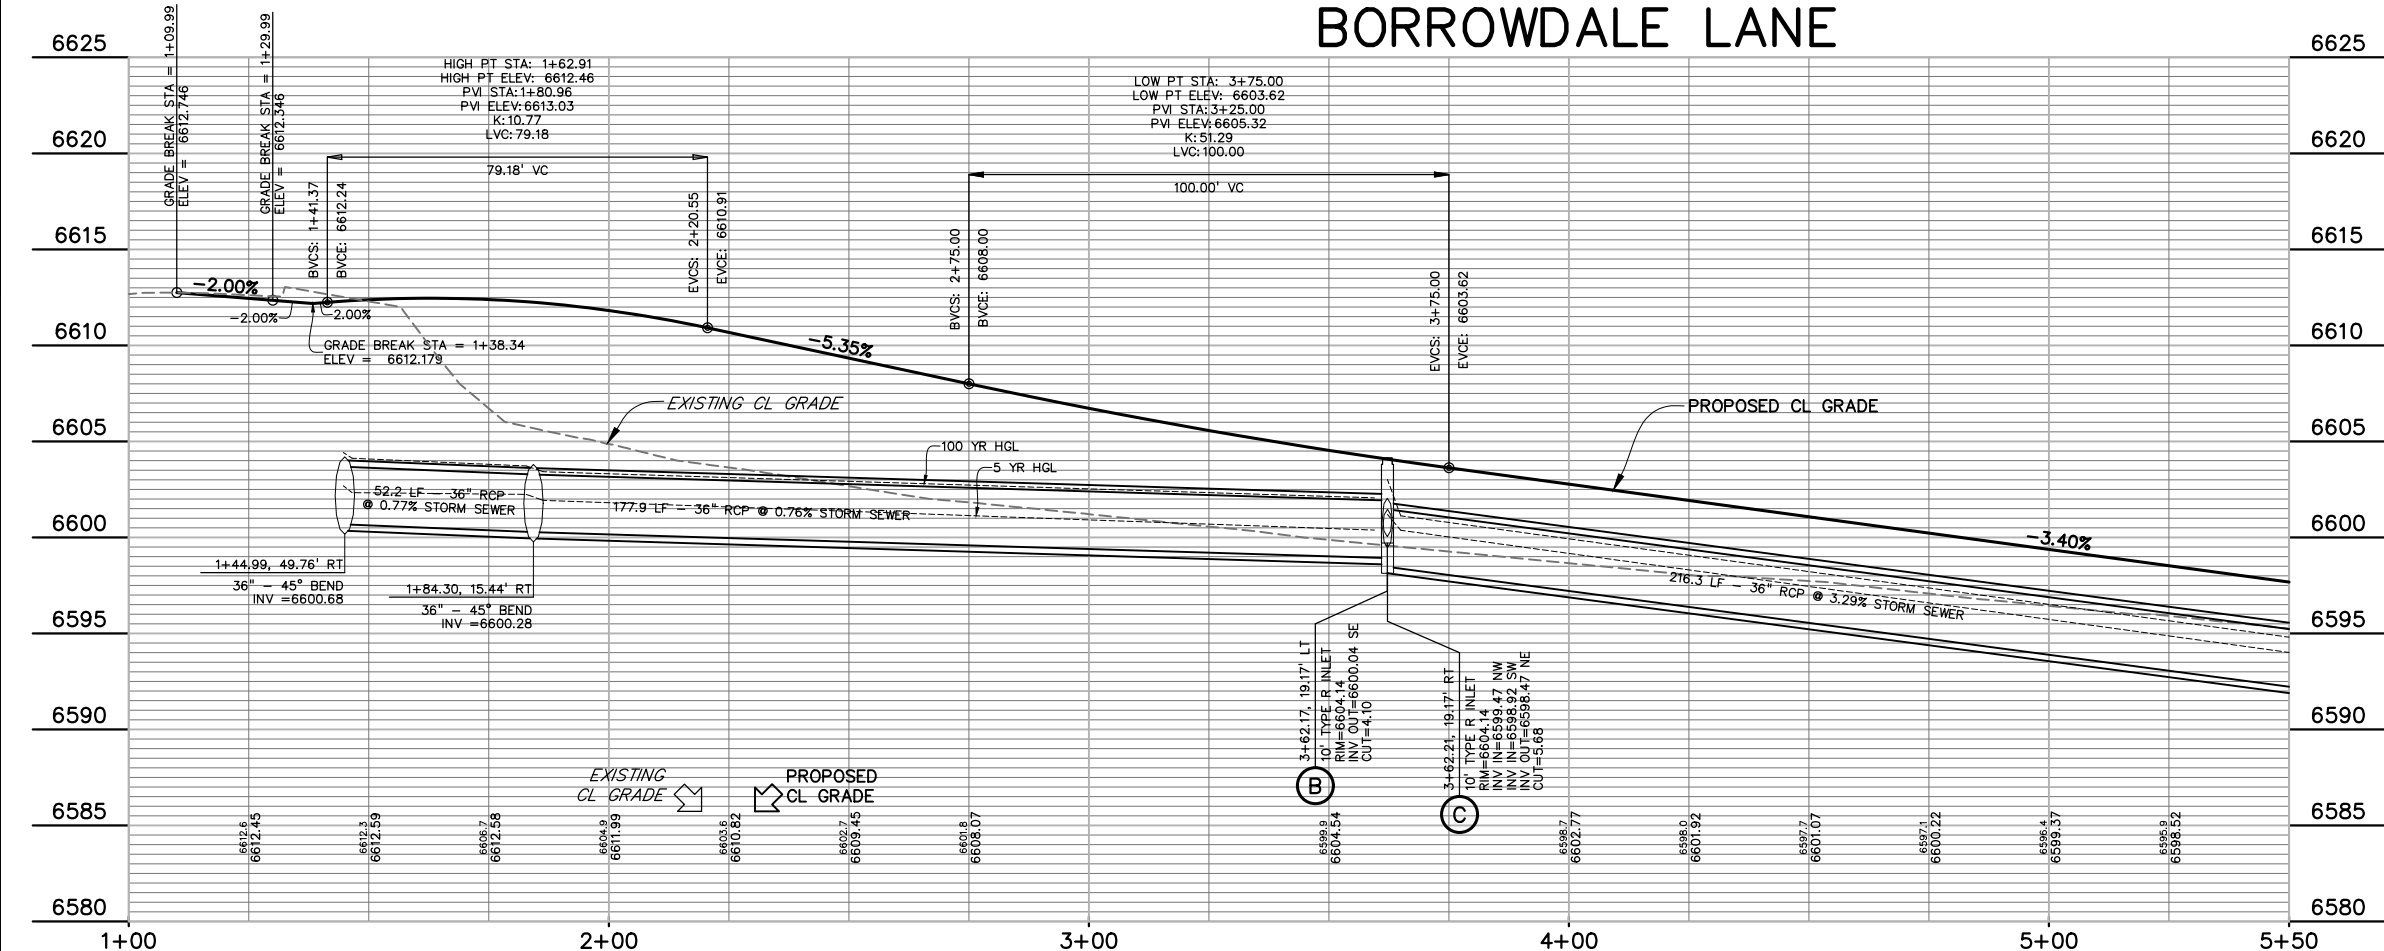 BORROWDALE LANE
6625
6625
6620
6620
6615
6615
6610
6610
6605
6605
6600
6600
6595
6595
6590
6590
6585
6585
6580
6580
GRADE BREAK STA = 1+09.99
ELEV = 6612.746
GRADE BREAK STA = 1+29.99
ELEV = 6612.346
HIGH PT STA: 1+62.91
HIGH PT ELEV: 6612.46
PVI STA:1+80.96
PVI ELEV:6613.03
K:10.77
LVC:79.18
79.18' VC
BVCS: 1+41.37
BVCE: 6612.24
EVCS: 2+20.55
EVCE: 6610.91
LOW PT STA: 3+75.00
LOW PT ELEV: 6603.62
PVI STA:3+25.00
PVI ELEV:6605.32
K:51.29
LVC:100.00
100.00' VC
BVCS: 2+75.00
BVCE: 6608.00
EVCS: 3+75.00
EVCE: 6603.62
-2.00%
-2.00%
2.00%
GRADE BREAK STA = 1+38.34
ELEV = 6612.179
-5.35%
EXISTING CL GRADE
PROPOSED CL GRADE
100 YR HGL
5 YR HGL
52.2 LF - 36" RCP
@ 0.77% STORM SEWER
177.9 LF - 36" RCP @ 0.76% STORM SEWER
-3.40%
216.3 LF - 36" RCP @ 3.29% STORM SEWER
1+44.99, 49.76' RT
36" - 45° BEND
INV =6600.68
1+84.30, 15.44' RT
36" - 45° BEND
INV =6600.28
3+62.17, 19.17' LT
10' TYPE R INLET
RIM=6604.14
INV OUT=6600.04 SE
CUT=4.10
B
3+62.21, 19.17' RT
10' TYPE R INLET
RIM=6604.14
INV IN=6599.47 NW
INV IN=6598.92 SW
INV OUT=6598.47 NE
CUT=5.68
C
EXISTING
CL GRADE
PROPOSED
CL GRADE
6612.6
6612.45
6612.3
6612.59
6606.7
6612.58
6604.9
6611.99
6603.6
6610.82
6602.7
6609.45
6601.8
6608.07
6599.9
6604.54
6598.7
6602.77
6598.0
6601.92
6597.7
6601.07
6597.1
6600.22
6596.4
6599.37
6595.9
6598.52
1+00
2+00
3+00
4+00
5+00
5+50